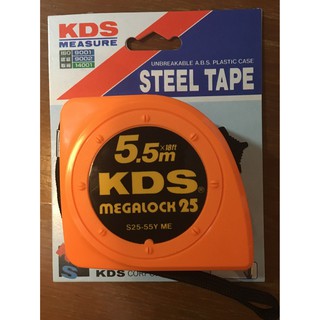 KDS
MEASURE
ISO 9001
ISO 9002
14001
UNBREAKABLE A.B.S. PLASTIC CASE
STEEL TAPE
5.5m ×18ft
KDS®
MEGALOCK 25
S25-55Y ME
S
KDS